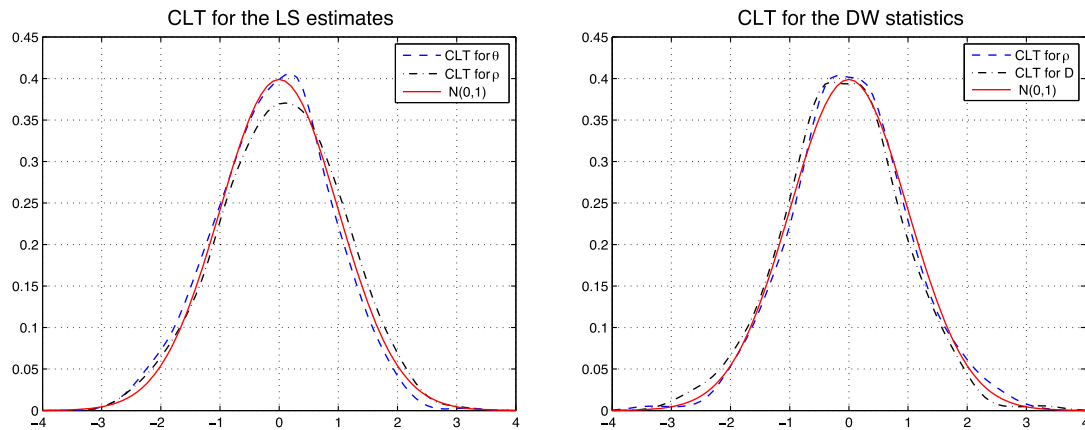 CLT for the LS estimates
0.45
0.4
0.35
0.3
0.25
0.2
0.15
0.1
0.05
0
−4 −3 −2 −1 0 1 2 3 4
CLT for θ
CLT for ρ
N(0,1)
CLT for the DW statistics
0.45
0.4
0.35
0.3
0.25
0.2
0.15
0.1
0.05
0
−4 −3 −2 −1 0 1 2 3 4
CLT for ρ
CLT for D
N(0,1)